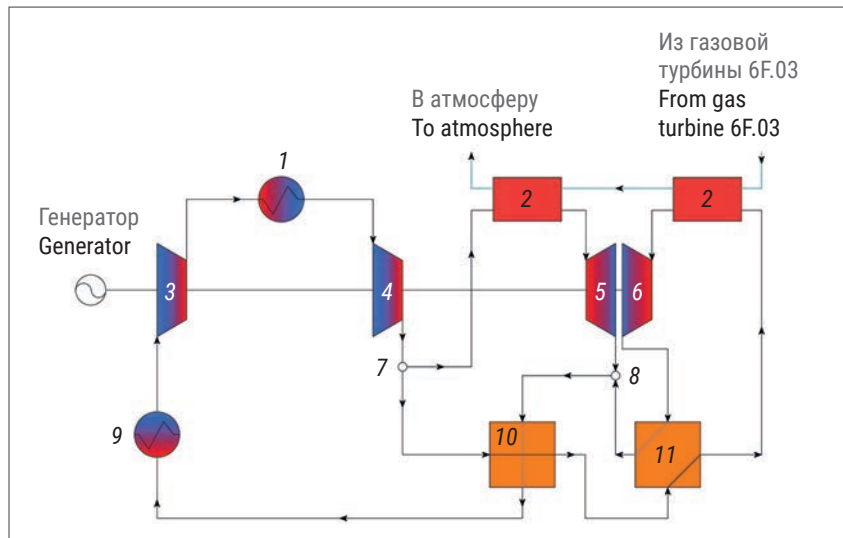 Из газовой
турбины 6F.03
From gas
turbine 6F.03
В атмосферу
To atmosphere
1
2
2
Генератор
Generator
3
4
5
6
7
8
9
10
11